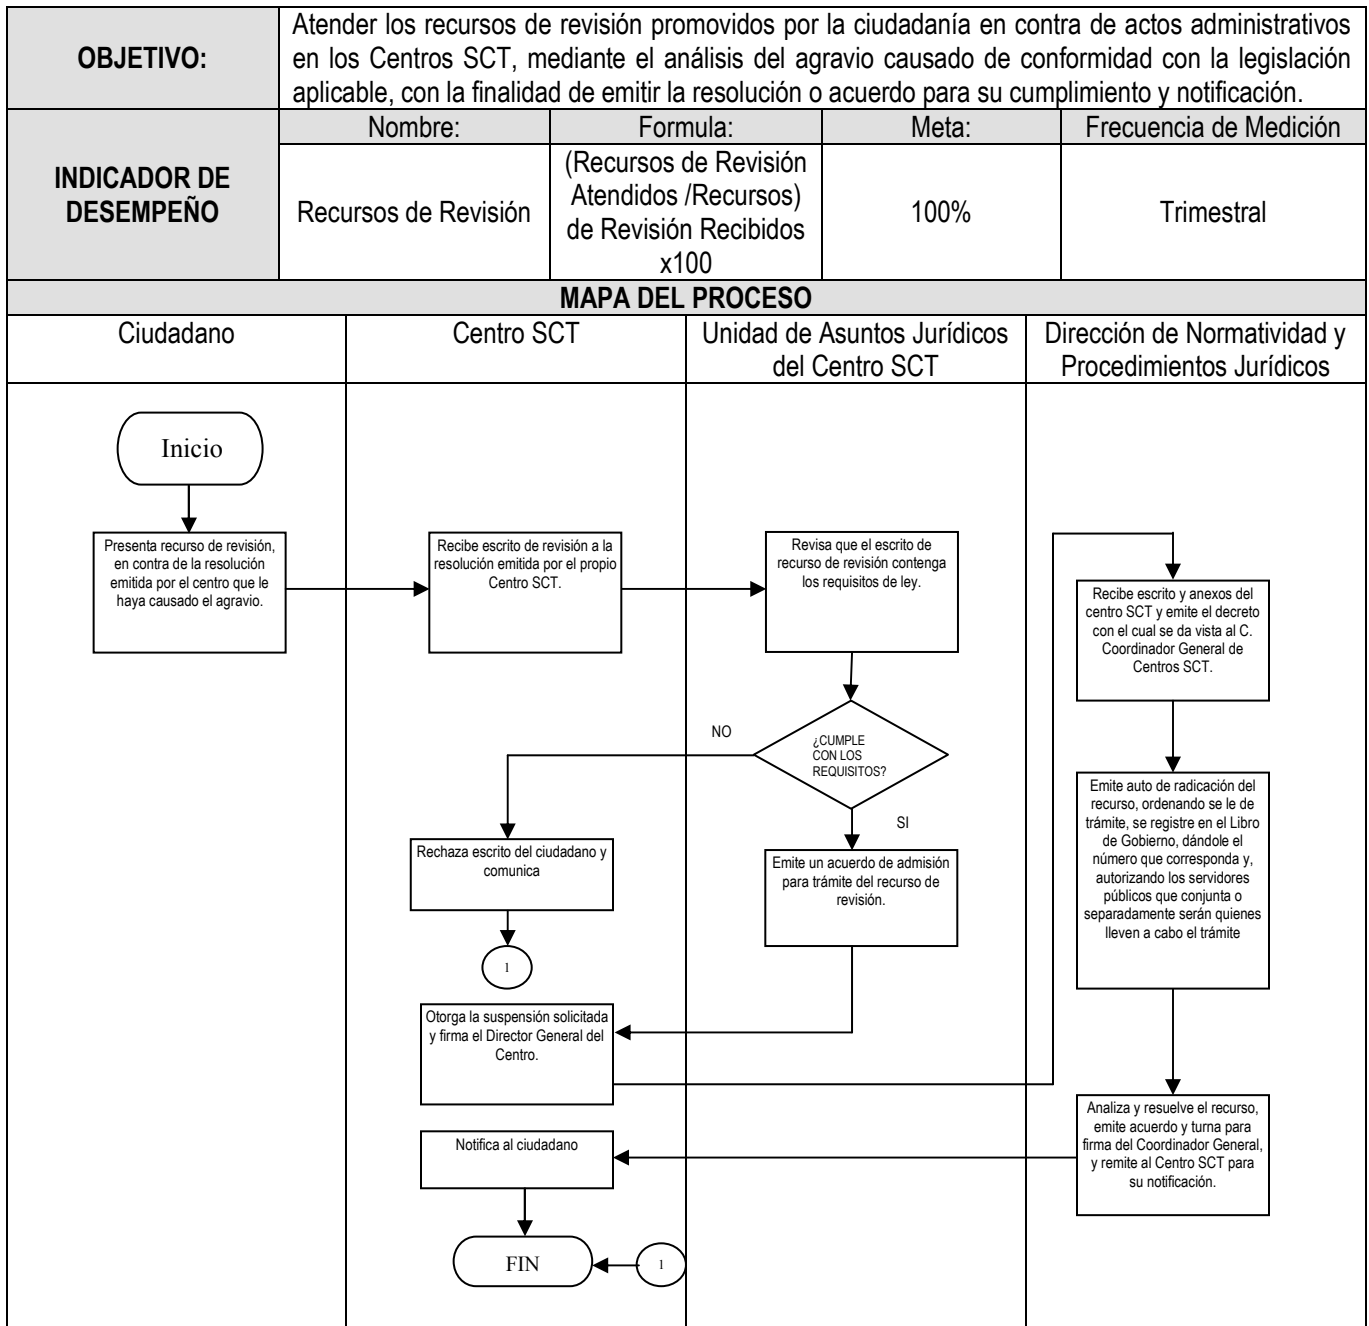 OBJETIVO:
Atender los recursos de revisión promovidos por la ciudadanía en contra de actos administrativos
en los Centros SCT, mediante el análisis del agravio causado de conformidad con la legislación
aplicable, con la finalidad de emitir la resolución o acuerdo para su cumplimiento y notificación.
INDICADOR DE
DESEMPEÑO
Nombre:
Formula:
Meta:
Frecuencia de Medición
Recursos de Revisión
(Recursos de Revisión
Atendidos /Recursos)
de Revisión Recibidos
x100
100%
Trimestral
MAPA DEL PROCESO
Ciudadano
Centro SCT
Unidad de Asuntos Jurídicos
del Centro SCT
Dirección de Normatividad y
Procedimientos Jurídicos
Inicio
Presenta recurso de revisión,
en contra de la resolución
emitida por el centro que le
haya causado el agravio.
Recibe escrito de revisión a la
resolución emitida por el propio
Centro SCT.
Revisa que el escrito de
recurso de revisión contenga
los requisitos de ley.
¿CUMPLE
CON LOS
REQUISITOS?
NO
SI
Rechaza escrito del ciudadano y
comunica
1
Emite un acuerdo de admisión
para trámite del recurso de
revisión.
Otorga la suspensión solicitada
y firma el Director General del
Centro.
Recibe escrito y anexos del
centro SCT y emite el decreto
con el cual se da vista al C.
Coordinador General de
Centros SCT.
Emite auto de radicación del
recurso, ordenando se le de
trámite, se registre en el Libro
de Gobierno, dándole el
número que corresponda y,
autorizando los servidores
públicos que conjunta o
separadamente serán quienes
lleven a cabo el trámite
Analiza y resuelve el recurso,
emite acuerdo y turna para
firma del Coordinador General,
y remite al Centro SCT para
su notificación.
Notifica al ciudadano
FIN
1